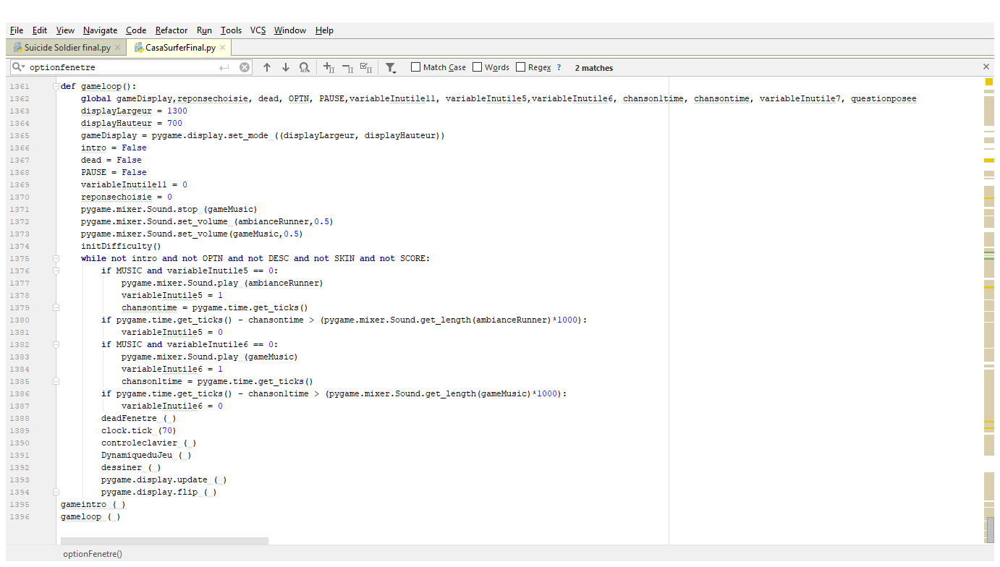 File Edit View Navigate Code Refactor Run Tools VCS Window Help
Suicide Soldier final.py CasaSurferFinal.py
optionfenetre Match Case Words Regex ? 2 matches
1361 def gameloop():
1362 global gameDisplay,reponsechoisie, dead, OPTN, PAUSE,variableInutile11, variableInutile5,variableInutile6, chanson1time, chansontime, variableInutile7, questionposee
1363 displayLargeur = 1300
1364 displayHauteur = 700
1365 gameDisplay = pygame.display.set_mode ((displayLargeur, displayHauteur))
1366 intro = False
1367 dead = False
1368 PAUSE = False
1369 variableInutile11 = 0
1370 reponsechoisie = 0
1371 pygame.mixer.Sound.stop (gameMusic)
1372 pygame.mixer.Sound.set_volume (ambianceRunner,0.5)
1373 pygame.mixer.Sound.set_volume(gameMusic,0.5)
1374 initDifficulty()
1375 while not intro and not OPTN and not DESC and not SKIN and not SCORE:
1376 if MUSIC and variableInutile5 == 0:
1377 pygame.mixer.Sound.play (ambianceRunner)
1378 variableInutile5 = 1
1379 chansontime = pygame.time.get_ticks()
1380 if pygame.time.get_ticks() - chansontime > (pygame.mixer.Sound.get_length(ambianceRunner)*1000):
1381 variableInutile5 = 0
1382 if MUSIC and variableInutile6 == 0:
1383 pygame.mixer.Sound.play (gameMusic)
1384 variableInutile6 = 1
1385 chanson1time = pygame.time.get_ticks()
1386 if pygame.time.get_ticks() - chanson1time > (pygame.mixer.Sound.get_length(gameMusic)*1000):
1387 variableInutile6 = 0
1388 deadFenetre ( )
1389 clock.tick (70)
1390 controleclavier ( )
1391 DynamiqueduJeu ( )
1392 dessiner ( )
1393 pygame.display.update ( )
1394 pygame.display.flip ( )
1395 gameintro ( )
1396 gameloop ( )
optionFenetre()